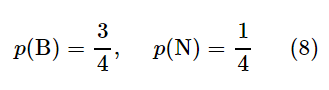 p(B) = 3/4, p(N) = 1/4 (8)